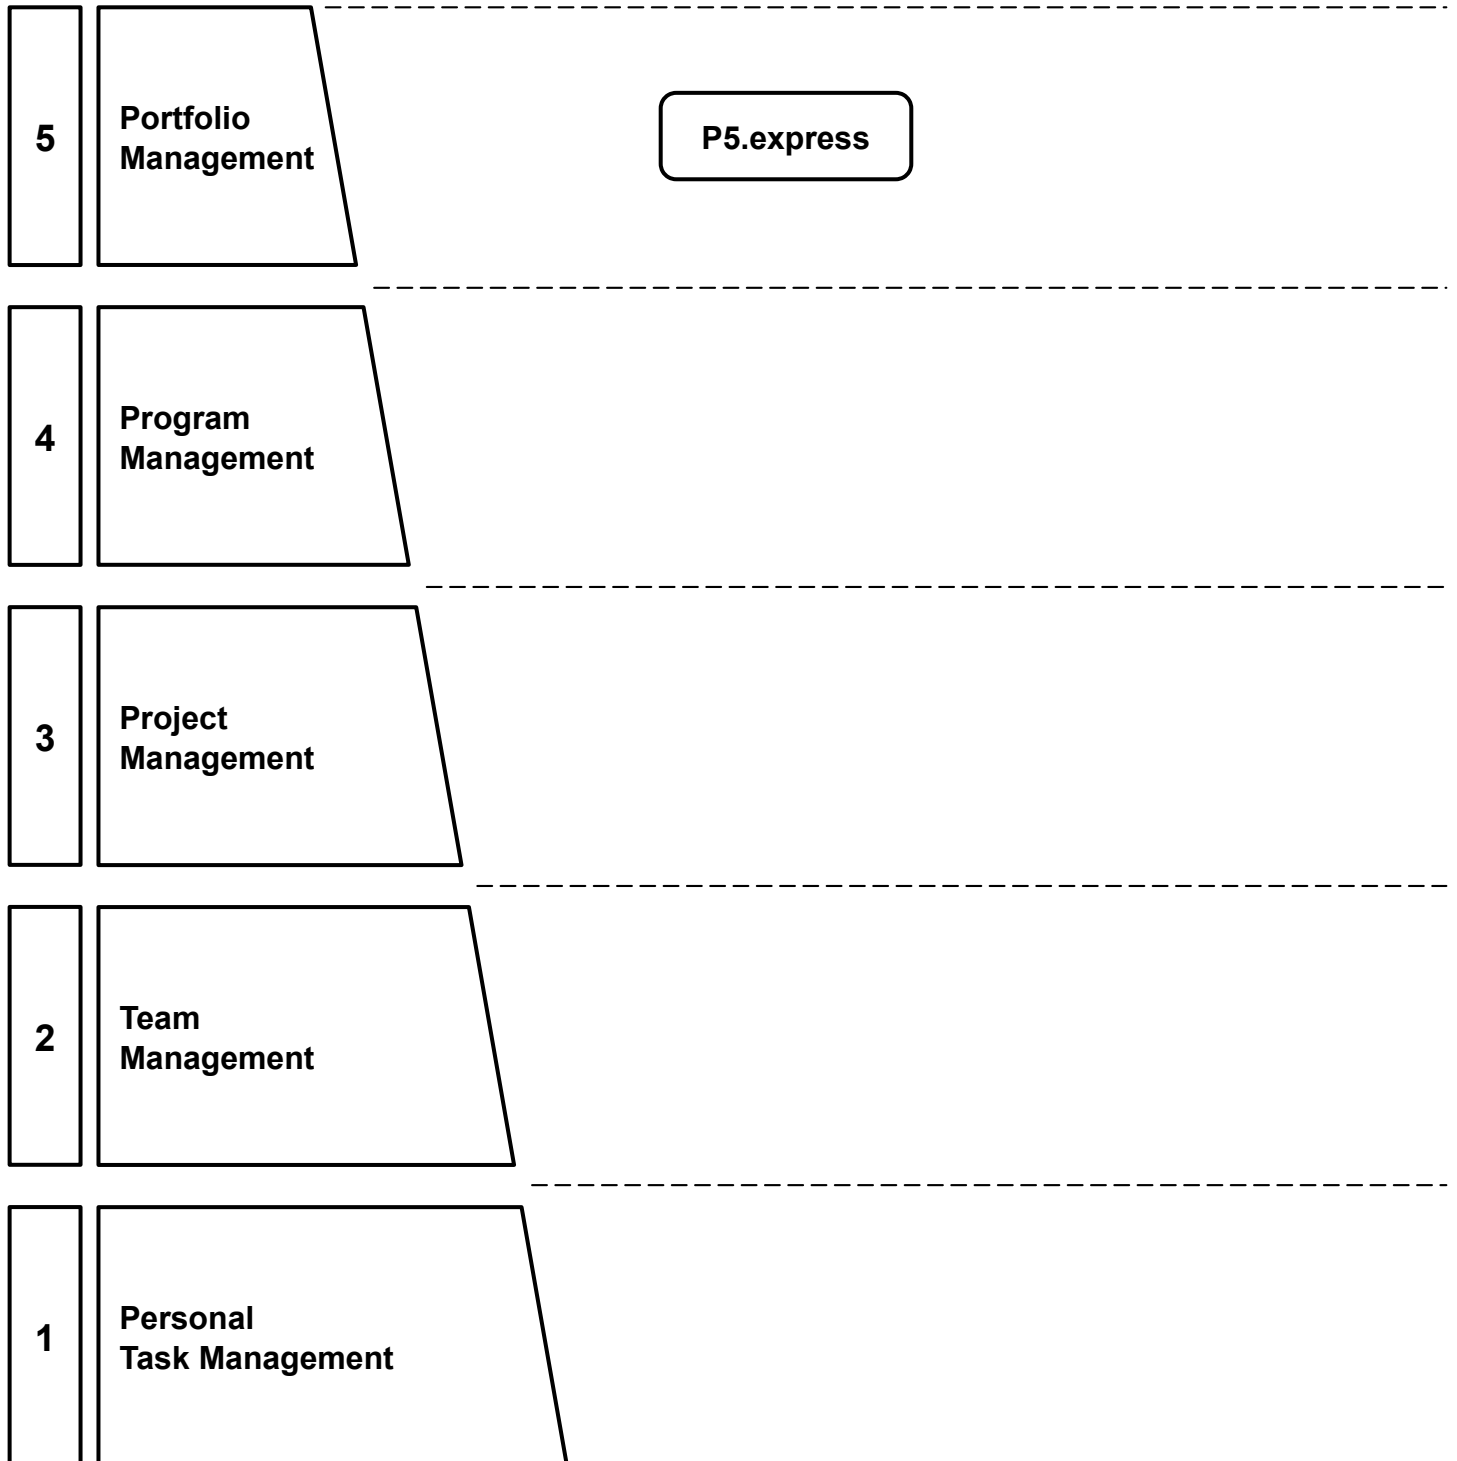 5
Portfolio
Management
P5.express
4
Program
Management
3
Project
Management
2
Team
Management
1
Personal
Task Management